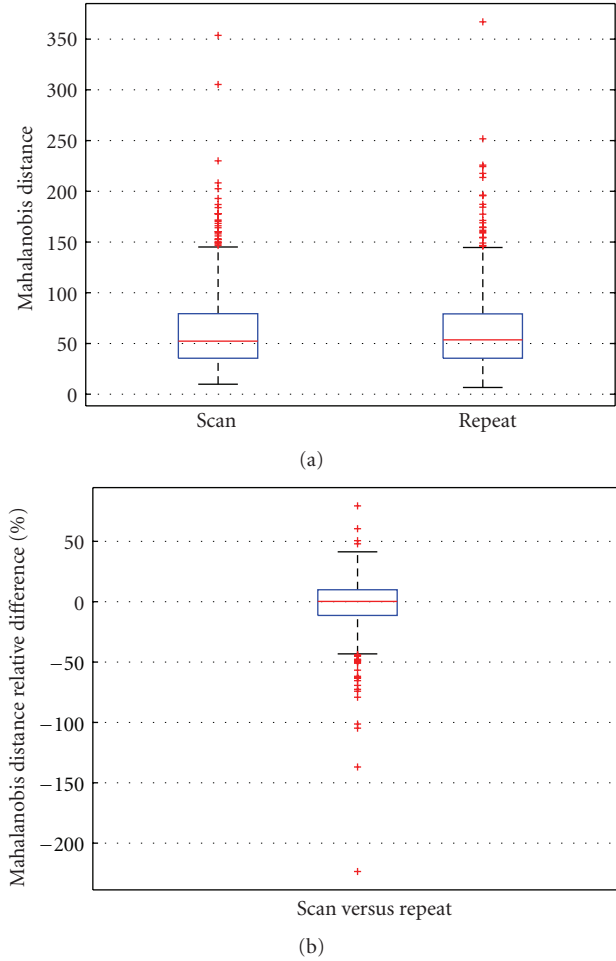 350
300
250
200
150
100
50
0
Mahalanobis distance
Scan Repeat
(a)
50
0
−50
−100
−150
−200
Mahalanobis distance relative difference (%)
Scan versus repeat
(b)